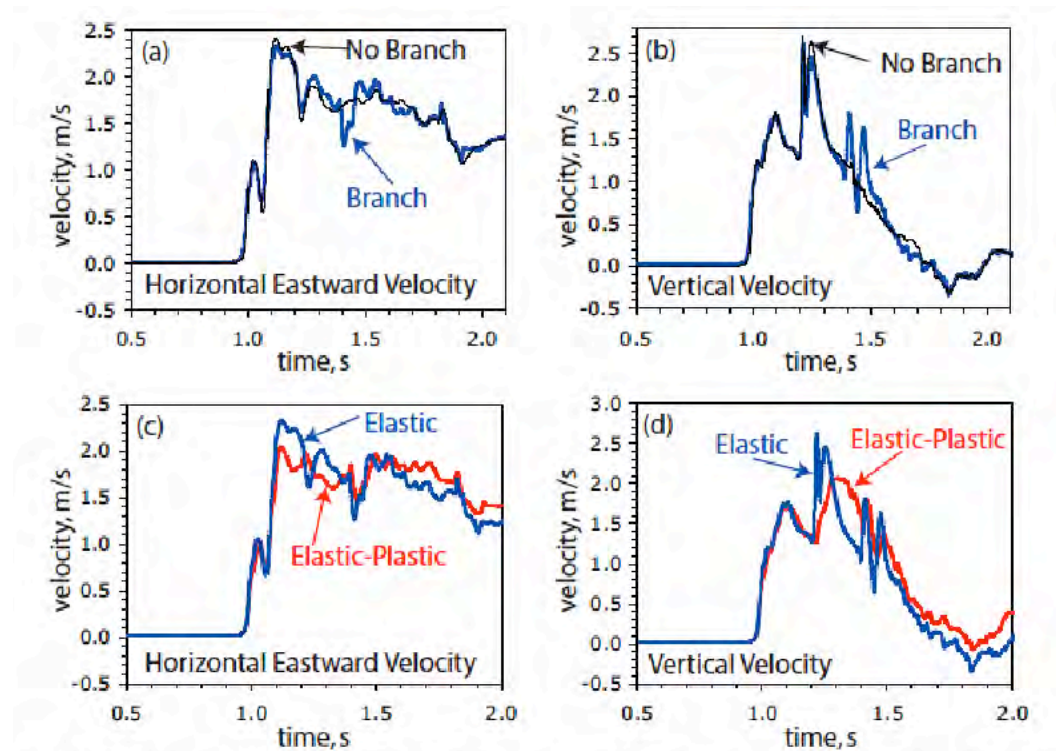 (a)
No Branch
Branch
Horizontal Eastward Velocity
velocity, m/s
2.5
2.0
1.5
1.0
0.5
0.0
-0.5
0.5 1.0 1.5 2.0
time, s
(b)
No Branch
Branch
Vertical Velocity
velocity, m/s
2.5
2.0
1.5
1.0
0.5
0.0
-0.5
0.5 1.0 1.5 2.0
time, s
(c)
Elastic
Elastic-Plastic
Horizontal Eastward Velocity
velocity, m/s
2.5
2.0
1.5
1.0
0.5
0.0
-0.5
0.5 1.0 1.5 2.0
time, s
(d)
Elastic
Elastic-Plastic
Vertical Velocity
velocity, m/s
3.0
2.5
2.0
1.5
1.0
0.5
0.0
-0.5
0.5 1.0 1.5 2.0
time, s